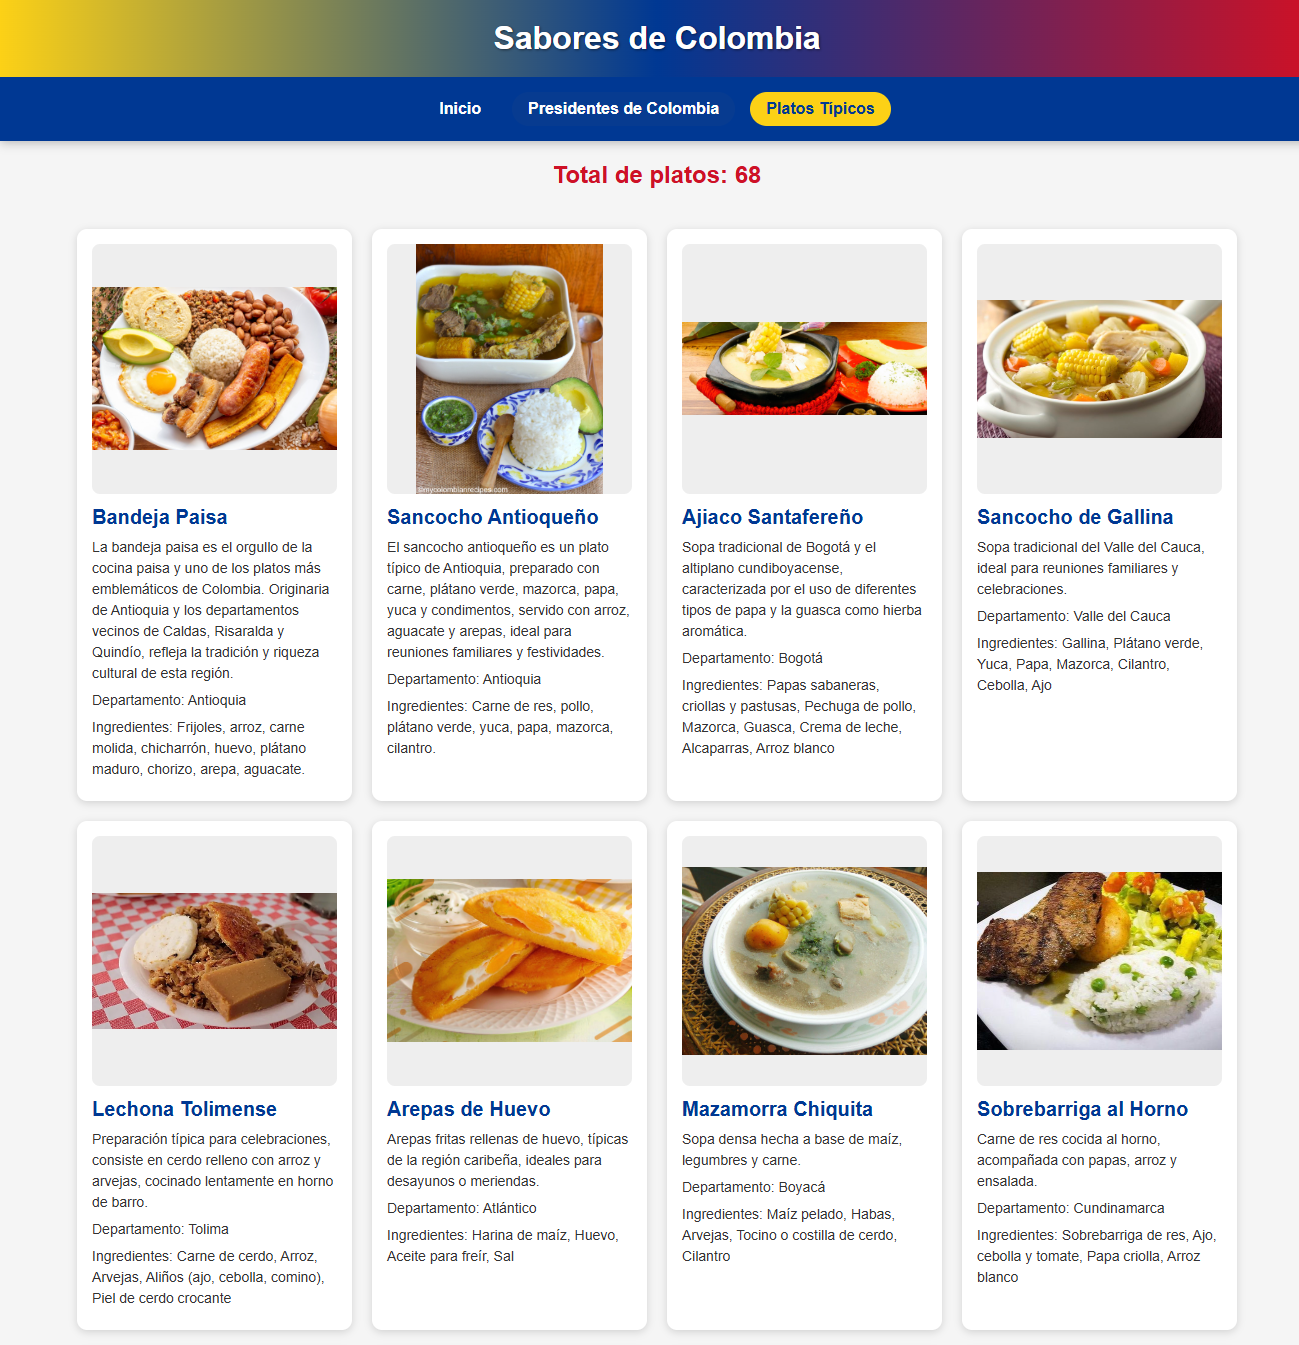 Sabores de Colombia
Inicio
Presidentes de Colombia
Platos Típicos
Total de platos: 68
©mycolombianrecipes.com
Bandeja Paisa
La bandeja paisa es el orgullo de la
cocina paisa y uno de los platos más
emblemáticos de Colombia. Originaria
de Antioquia y los departamentos
vecinos de Caldas, Risaralda y
Quindío, refleja la tradición y riqueza
cultural de esta región.
Departamento: Antioquia
Ingredientes: Frijoles, arroz, carne
molida, chicharrón, huevo, plátano
maduro, chorizo, arepa, aguacate.
Sancocho Antioqueño
El sancocho antioqueño es un plato
típico de Antioquia, preparado con
carne, plátano verde, mazorca, papa,
yuca y condimentos, servido con arroz,
aguacate y arepas, ideal para
reuniones familiares y festividades.
Departamento: Antioquia
Ingredientes: Carne de res, pollo,
plátano verde, yuca, papa, mazorca,
cilantro.
Ajiaco Santafereño
Sopa tradicional de Bogotá y el
altiplano cundiboyacense,
caracterizada por el uso de diferentes
tipos de papa y la guasca como hierba
aromática.
Departamento: Bogotá
Ingredientes: Papas sabaneras,
criollas y pastusas, Pechuga de pollo,
Mazorca, Guasca, Crema de leche,
Alcaparras, Arroz blanco
Sancocho de Gallina
Sopa tradicional del Valle del Cauca,
ideal para reuniones familiares y
celebraciones.
Departamento: Valle del Cauca
Ingredientes: Gallina, Plátano verde,
Yuca, Papa, Mazorca, Cilantro,
Cebolla, Ajo
Lechona Tolimense
Preparación típica para celebraciones,
consiste en cerdo relleno con arroz y
arvejas, cocinado lentamente en horno
de barro.
Departamento: Tolima
Ingredientes: Carne de cerdo, Arroz,
Arvejas, Aliños (ajo, cebolla, comino),
Piel de cerdo crocante
Arepas de Huevo
Arepas fritas rellenas de huevo, típicas
de la región caribeña, ideales para
desayunos o meriendas.
Departamento: Atlántico
Ingredientes: Harina de maíz, Huevo,
Aceite para freír, Sal
Mazamorra Chiquita
Sopa densa hecha a base de maíz,
legumbres y carne.
Departamento: Boyacá
Ingredientes: Maíz pelado, Habas,
Arvejas, Tocino o costilla de cerdo,
Cilantro
Sobrebarriga al Horno
Carne de res cocida al horno,
acompañada con papas, arroz y
ensalada.
Departamento: Cundinamarca
Ingredientes: Sobrebarriga de res, Ajo,
cebolla y tomate, Papa criolla, Arroz
blanco